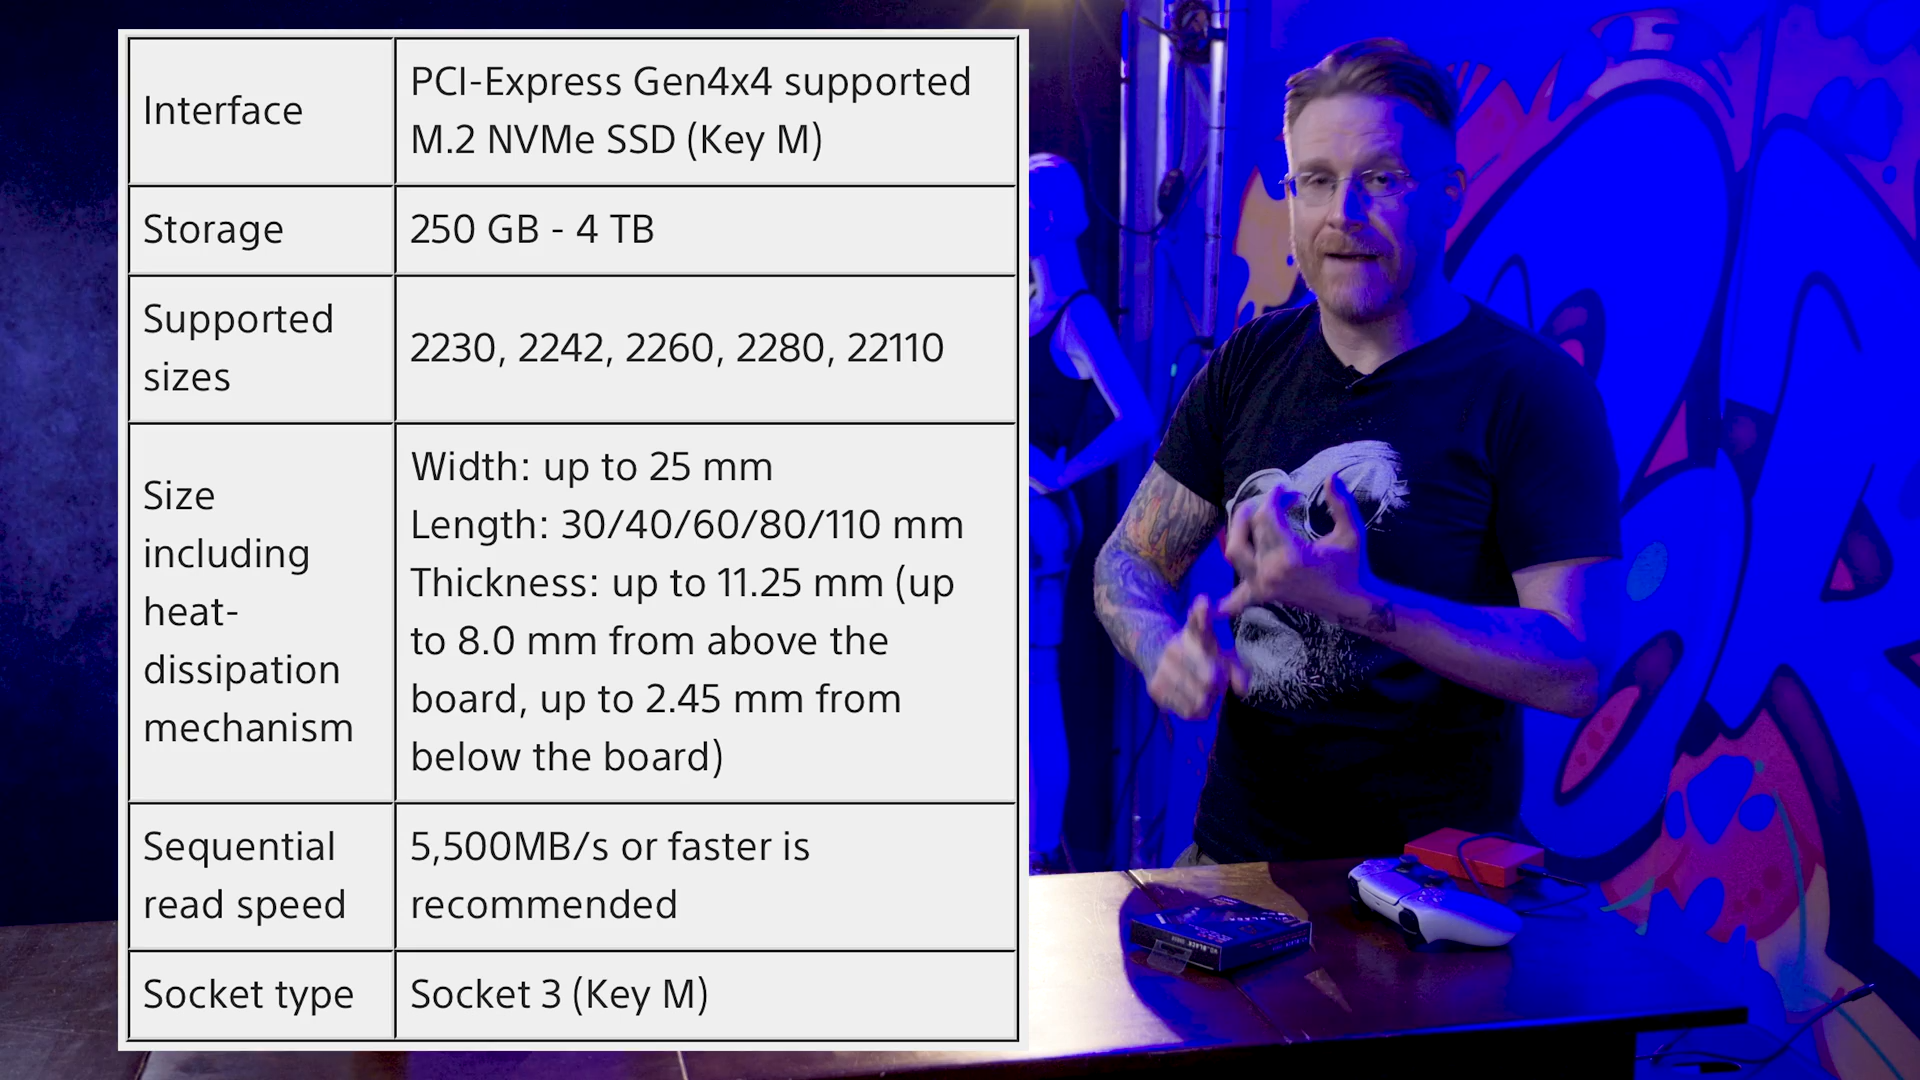 Interface
PCI-Express Gen4x4 supported
M.2 NVMe SSD (Key M)
Storage
250 GB - 4 TB
Supported
sizes
2230, 2242, 2260, 2280, 22110
Size
including
heat-
dissipation
mechanism
Width: up to 25 mm
Length: 30/40/60/80/110 mm
Thickness: up to 11.25 mm (up
to 8.0 mm from above the
board, up to 2.45 mm from
below the board)
Sequential
read speed
5,500MB/s or faster is
recommended
Socket type
Socket 3 (Key M)